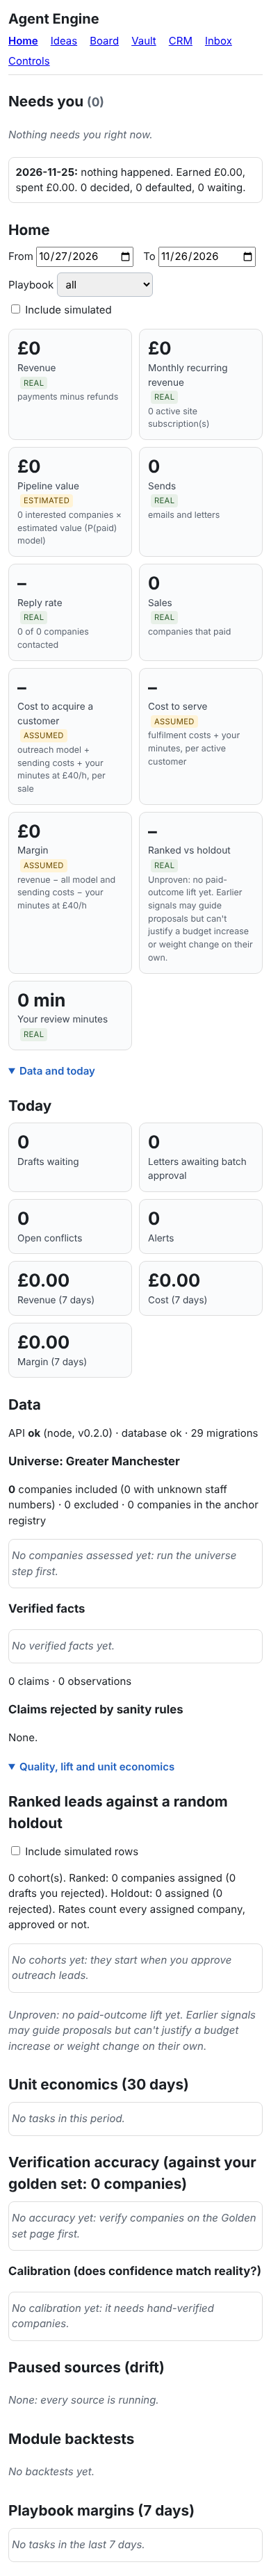 Agent Engine
Home Ideas Board Vault CRM Inbox
Controls
Needs you (0)
Nothing needs you right now.
2026-11-25: nothing happened. Earned £0.00,
spent £0.00. 0 decided, 0 defaulted, 0 waiting.
Home
From 10/27/2026 To 11/26/2026
Playbook all
Include simulated
£0
Revenue
REAL
payments minus refunds
£0
Monthly recurring
revenue
REAL
0 active site
subscription(s)
£0
Pipeline value
ESTIMATED
0 interested companies ×
estimated value (P(paid)
model)
0
Sends
REAL
emails and letters
–
Reply rate
REAL
0 of 0 companies
contacted
0
Sales
REAL
companies that paid
–
Cost to acquire a
customer
ASSUMED
outreach model +
sending costs + your
minutes at £40/h, per
sale
–
Cost to serve
ASSUMED
fulfilment costs + your
minutes, per active
customer
£0
Margin
ASSUMED
revenue − all model and
sending costs − your
minutes at £40/h
–
Ranked vs holdout
REAL
Unproven: no paid-
outcome lift yet. Earlier
signals may guide
proposals but can't
justify a budget increase
or weight change on their
own.
0 min
Your review minutes
REAL
▼ Data and today
Today
0
Drafts waiting
0
Letters awaiting batch
approval
0
Open conflicts
0
Alerts
£0.00
Revenue (7 days)
£0.00
Cost (7 days)
£0.00
Margin (7 days)
Data
API ok (node, v0.2.0) · database ok · 29 migrations
Universe: Greater Manchester
0 companies included (0 with unknown staff
numbers) · 0 excluded · 0 companies in the anchor
registry
No companies assessed yet: run the universe
step first.
Verified facts
No verified facts yet.
0 claims · 0 observations
Claims rejected by sanity rules
None.
▼ Quality, lift and unit economics
Ranked leads against a random
holdout
Include simulated rows
0 cohort(s). Ranked: 0 companies assigned (0
drafts you rejected). Holdout: 0 assigned (0
rejected). Rates count every assigned company,
approved or not.
No cohorts yet: they start when you approve
outreach leads.
Unproven: no paid-outcome lift yet. Earlier signals
may guide proposals but can't justify a budget
increase or weight change on their own.
Unit economics (30 days)
No tasks in this period.
Verification accuracy (against your
golden set: 0 companies)
No accuracy yet: verify companies on the Golden
set page first.
Calibration (does confidence match reality?)
No calibration yet: it needs hand-verified
companies.
Paused sources (drift)
None: every source is running.
Module backtests
No backtests yet.
Playbook margins (7 days)
No tasks in the last 7 days.